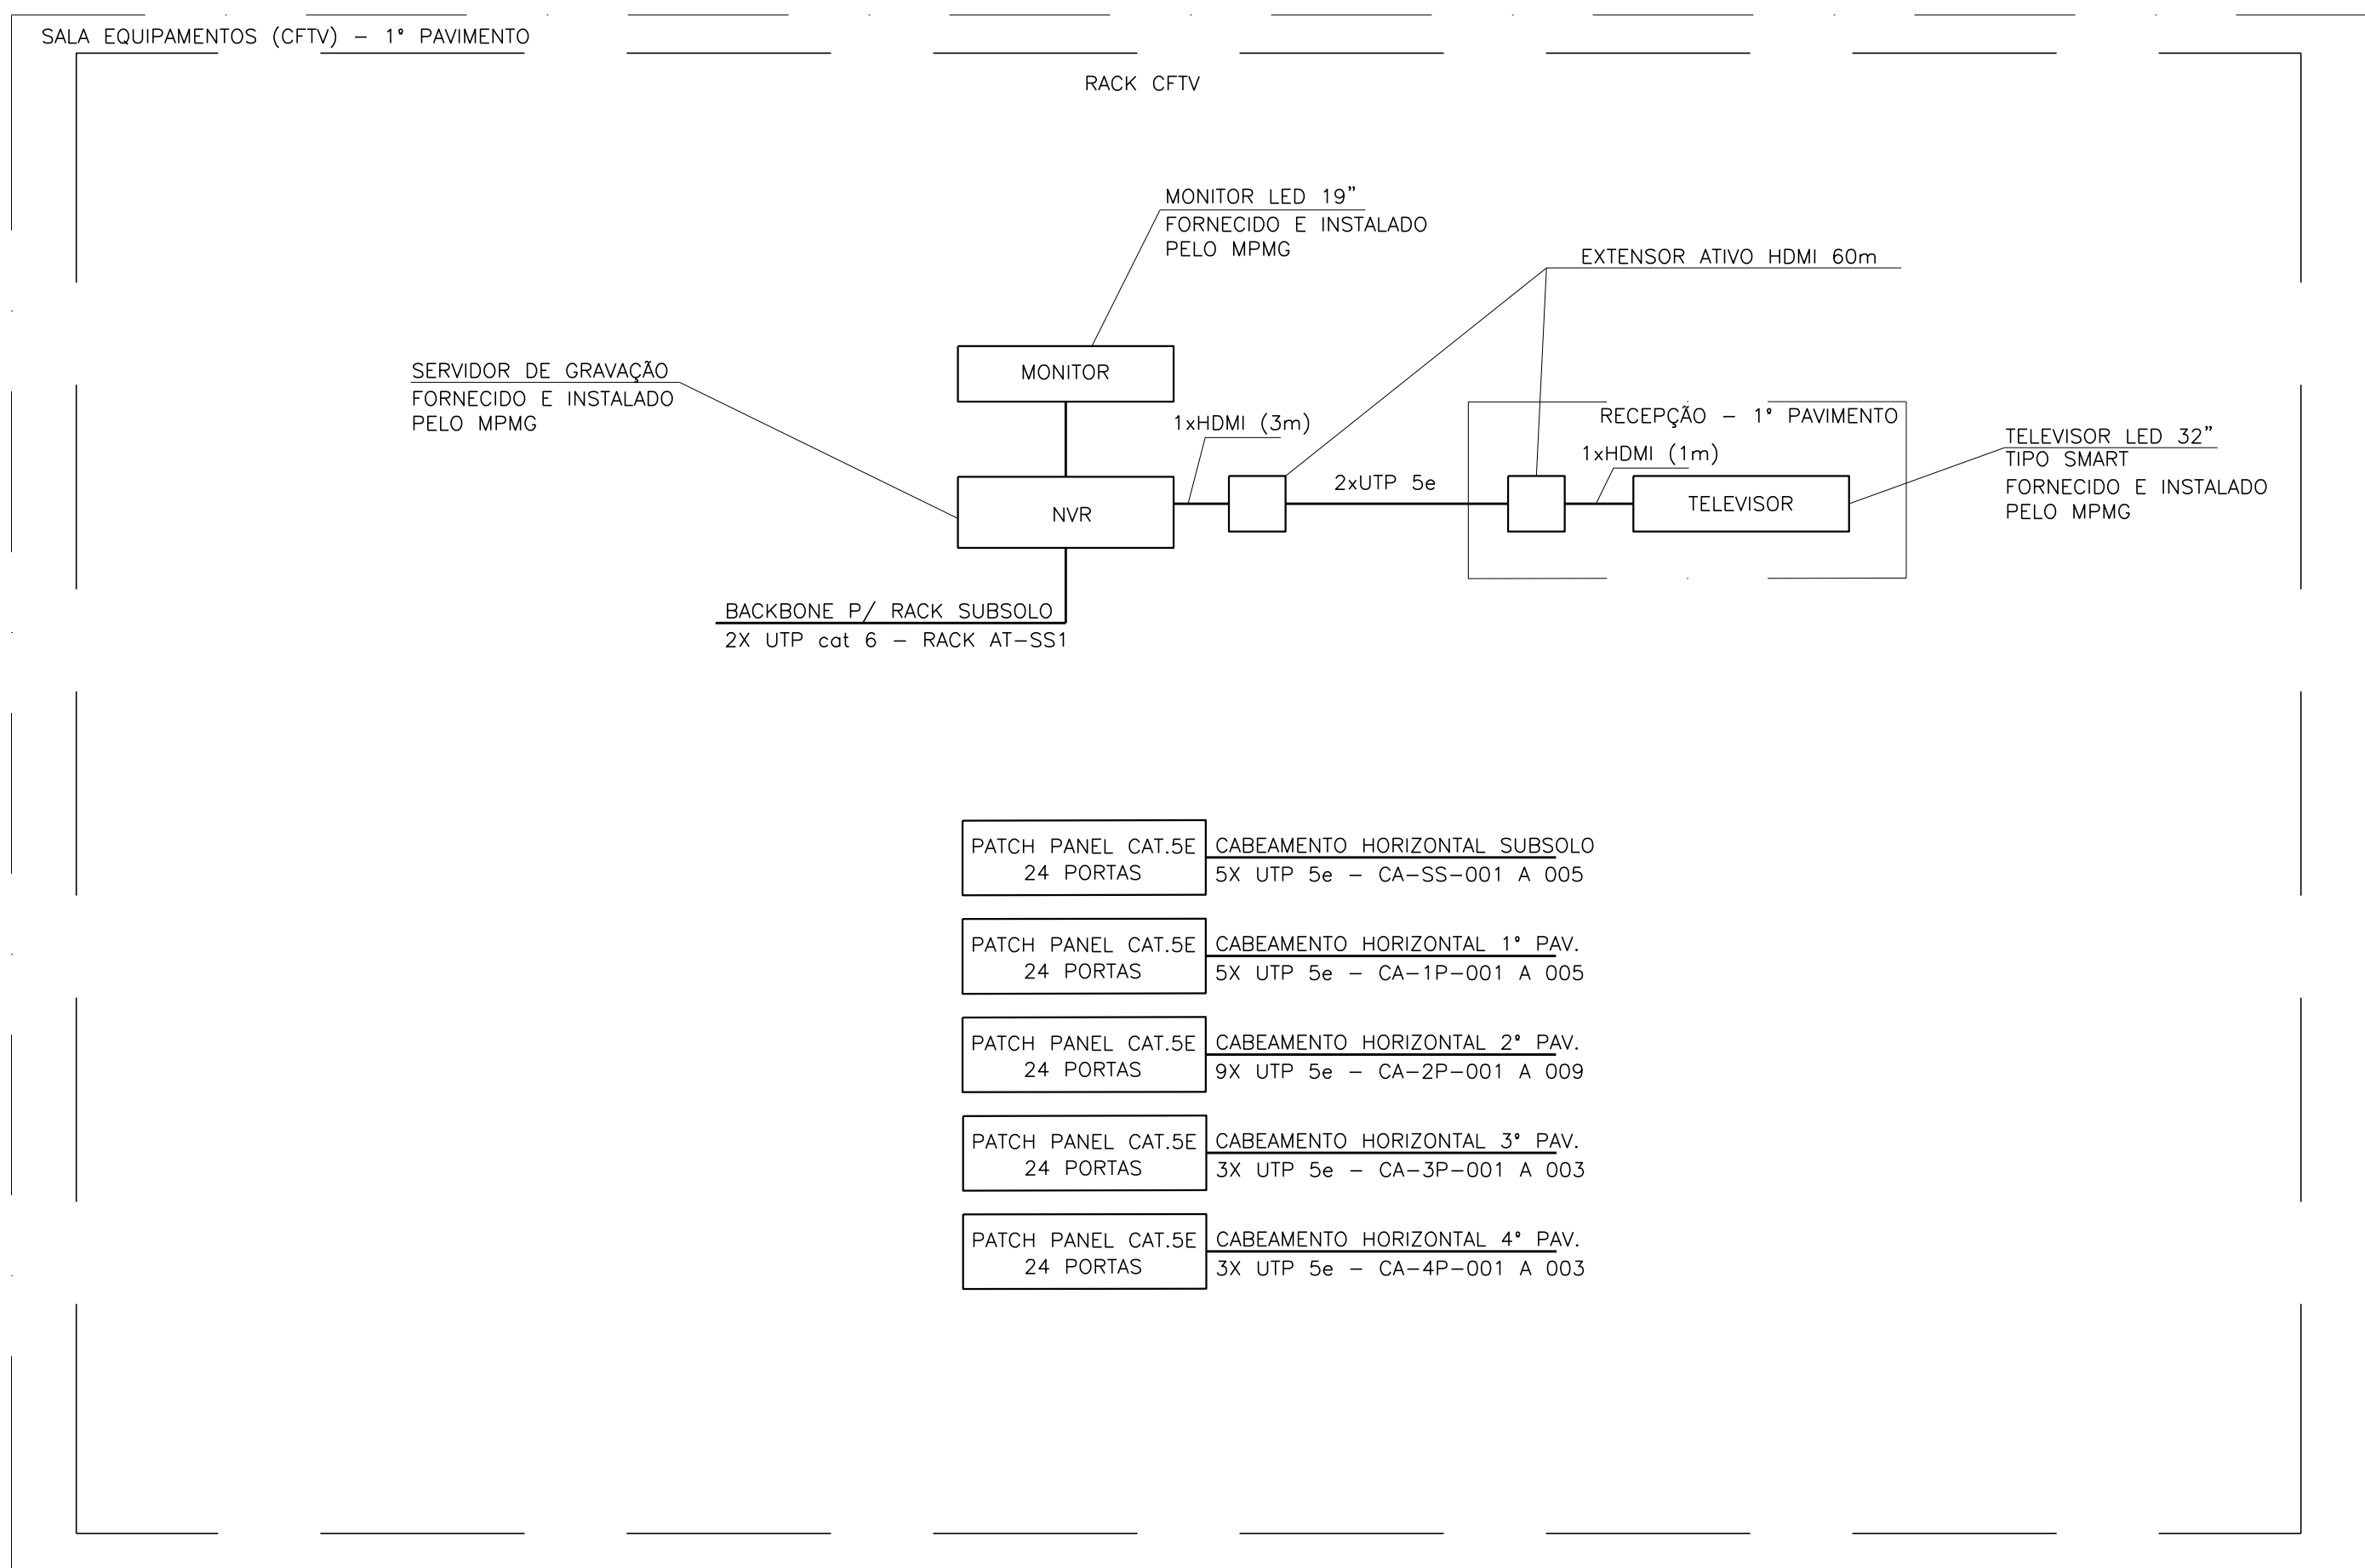 SALA EQUIPAMENTOS (CFTV) – 1º PAVIMENTO
RACK CFTV
MONITOR LED 19"
FORNECIDO E INSTALADO
PELO MPMG
EXTENSOR ATIVO HDMI 60m
SERVIDOR DE GRAVAÇÃO
FORNECIDO E INSTALADO
PELO MPMG
MONITOR
1xHDMI (3m)
RECEPÇÃO – 1º PAVIMENTO
1xHDMI (1m)
TELEVISOR LED 32"
TIPO SMART
FORNECIDO E INSTALADO
PELO MPMG
2xUTP 5e
NVR
TELEVISOR
BACKBONE P/ RACK SUBSOLO
2X UTP cat 6 – RACK AT–SS1
PATCH PANEL CAT.5E
24 PORTAS
CABEAMENTO HORIZONTAL SUBSOLO
5X UTP 5e – CA–SS–001 A 005
PATCH PANEL CAT.5E
24 PORTAS
CABEAMENTO HORIZONTAL 1º PAV.
5X UTP 5e – CA–1P–001 A 005
PATCH PANEL CAT.5E
24 PORTAS
CABEAMENTO HORIZONTAL 2º PAV.
9X UTP 5e – CA–2P–001 A 009
PATCH PANEL CAT.5E
24 PORTAS
CABEAMENTO HORIZONTAL 3º PAV.
3X UTP 5e – CA–3P–001 A 003
PATCH PANEL CAT.5E
24 PORTAS
CABEAMENTO HORIZONTAL 4º PAV.
3X UTP 5e – CA–4P–001 A 003